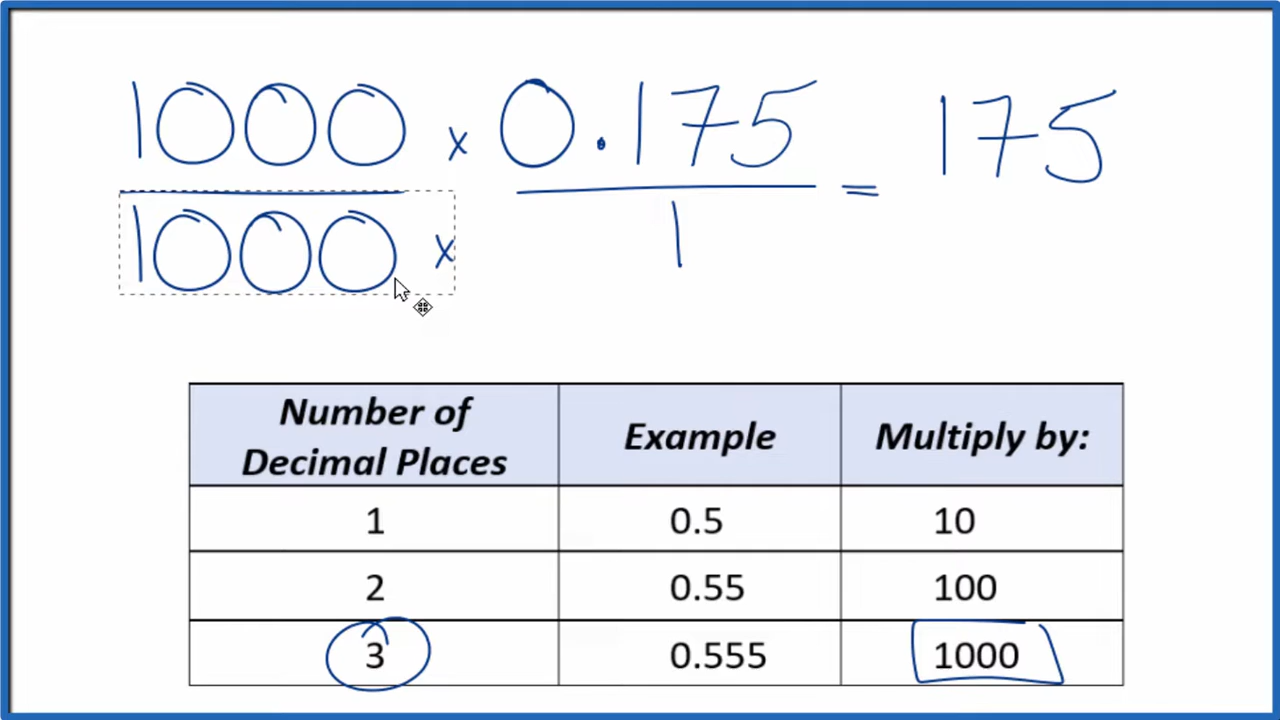 1000 x 0.175 = 175
1000 x 1
Number of Decimal Places Example Multiply by:
1 0.5 10
2 0.55 100
3 0.555 1000